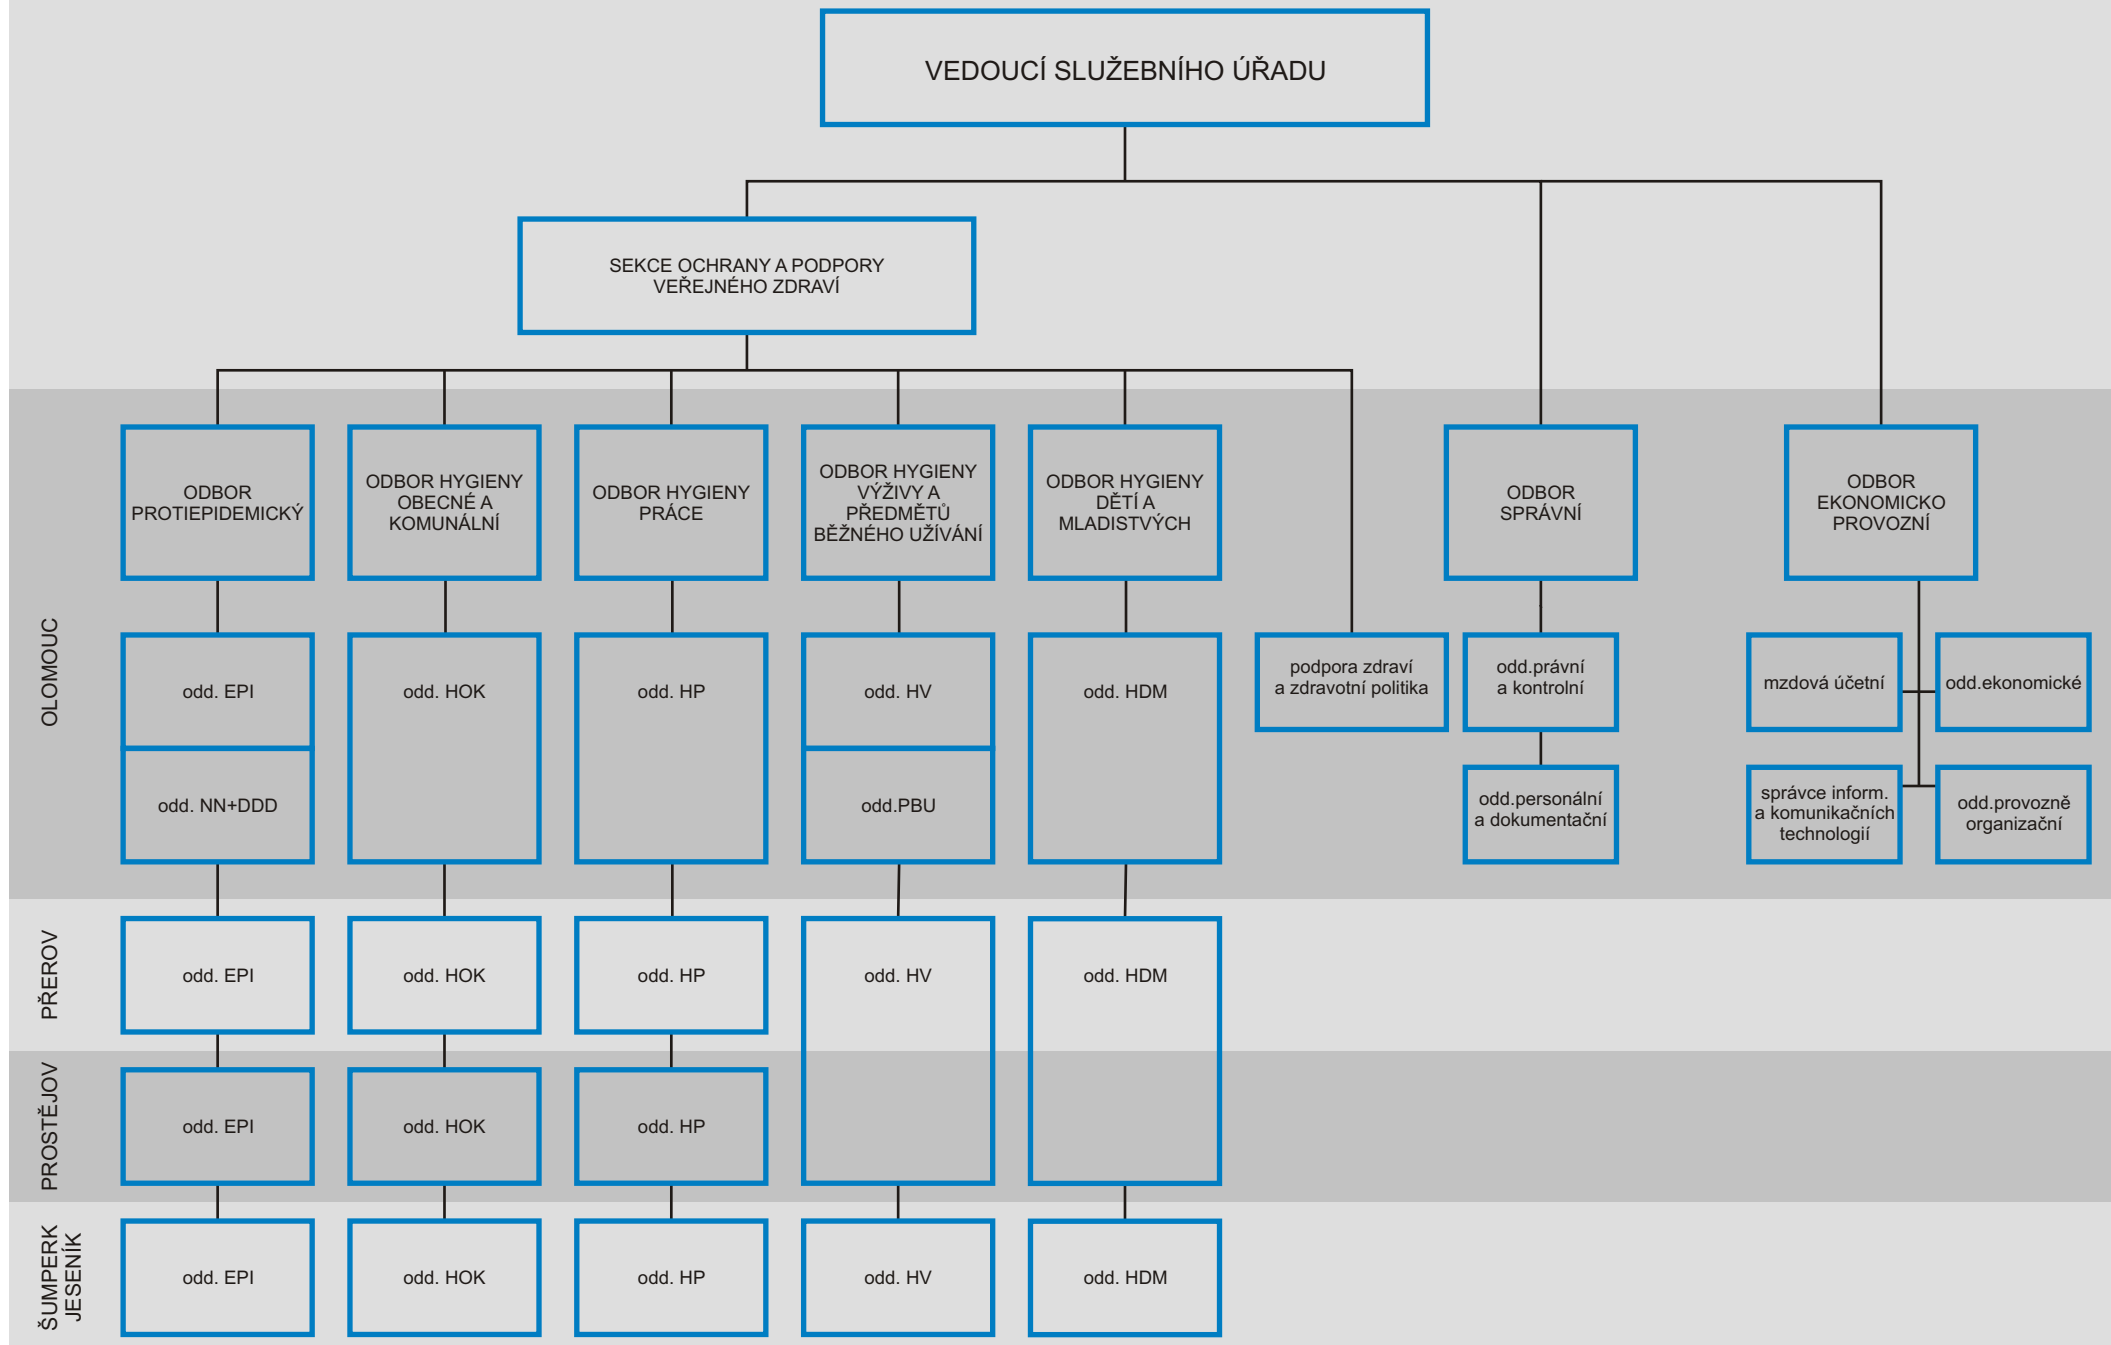 VEDOUCÍ SLUŽEBNÍHO ÚŘADU
SEKCE OCHRANY A PODPORY
VEŘEJNÉHO ZDRAVÍ
OLOMOUC
ODBOR
PROTIEPIDEMICKÝ
ODBOR HYGIENY
OBECNÉ A
KOMUNÁLNÍ
ODBOR HYGIENY
PRÁCE
ODBOR HYGIENY
VÝŽIVY A
PŘEDMĚTŮ
BĚŽNÉHO UŽÍVÁNÍ
ODBOR HYGIENY
DĚTÍ A
MLADISTVÝCH
ODBOR
SPRÁVNÍ
ODBOR
EKONOMICKO
PROVOZNÍ
odd. EPI
odd. HOK
odd. HP
odd. HV
odd. HDM
podpora zdraví
a zdravotní politika
odd.právní
a kontrolní
mzdová účetní
odd.ekonomické
odd. NN+DDD
odd.PBU
odd.personální
a dokumentační
správce inform.
a komunikačních
technologií
odd.provozně
organizační
PŘEROV
odd. EPI
odd. HOK
odd. HP
odd. HV
odd. HDM
PROSTĚJOV
odd. EPI
odd. HOK
odd. HP
ŠUMPERK
JESENÍK
odd. EPI
odd. HOK
odd. HP
odd. HV
odd. HDM